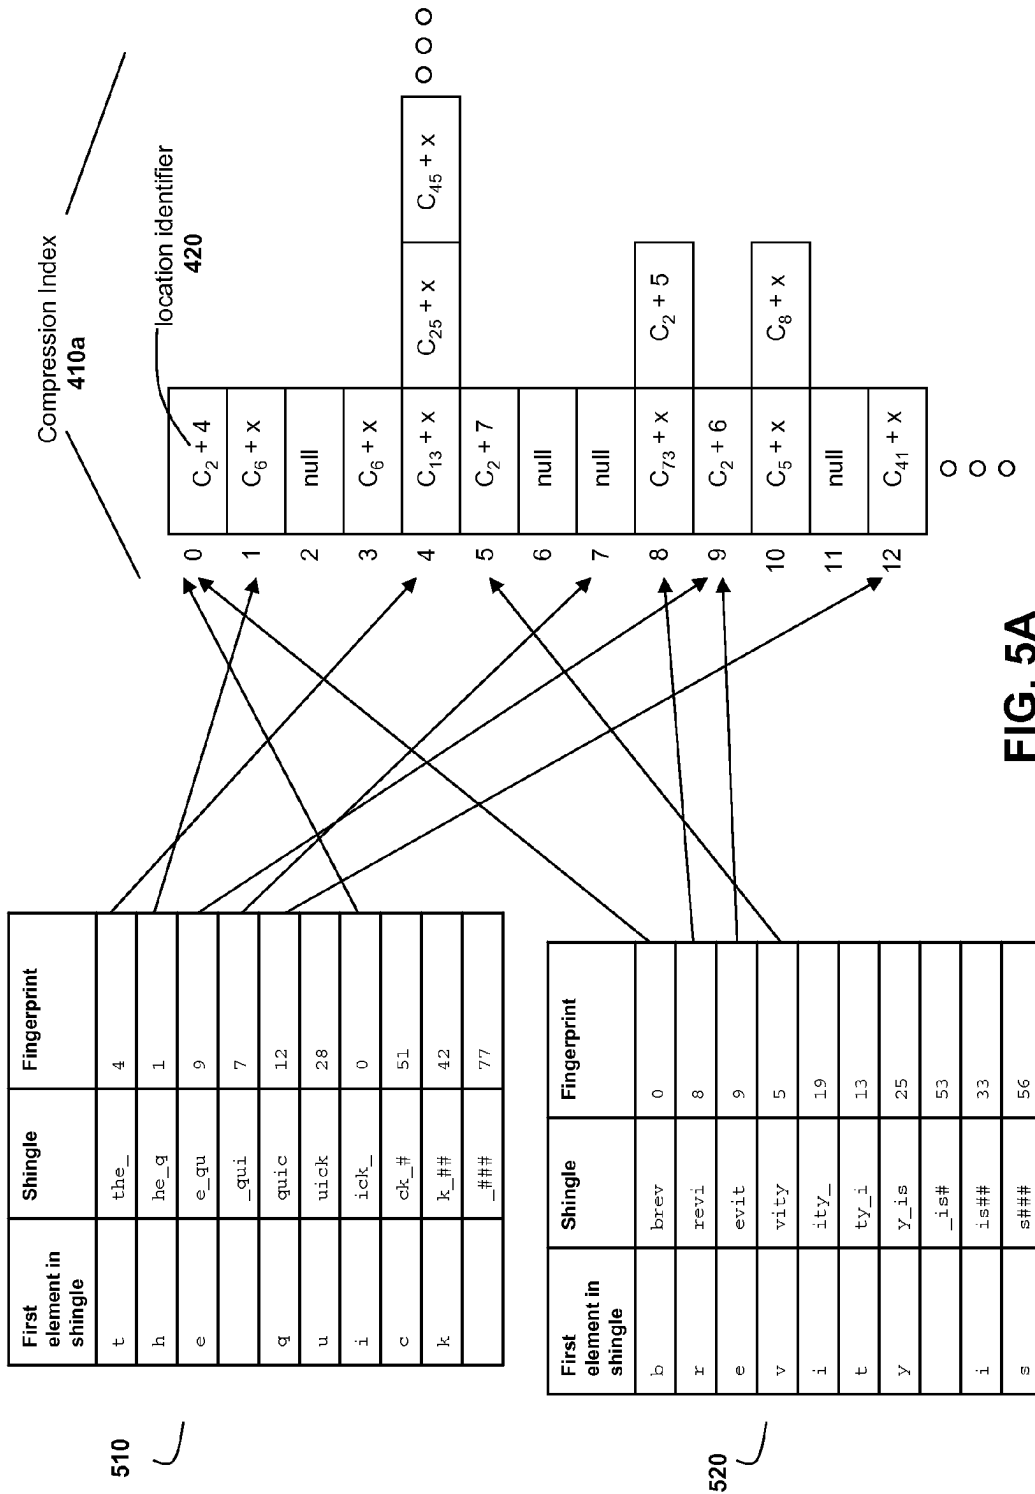 510
First element in shingle | Shingle | Fingerprint
t | the_ | 4
h | he_q | 1
e | e_qu | 9
 | _qui | 7
q | quic | 12
u | uick | 28
i | ick_ | 0
c | ck_# | 51
k | k_## | 42
 | _### | 77
520
First element in shingle | Shingle | Fingerprint
b | brev | 0
r | revi | 8
e | evit | 9
v | vity | 5
i | ity_ | 19
t | ty_i | 13
y | y_is | 25
 | _is# | 53
i | is## | 33
s | s### | 56
Compression Index
410a
location identifier
420
0 | C2 + 4
1 | C6 + x
2 | null
3 | C6 + x
4 | C13 + x | C25 + x | C45 + x
5 | C2 + 7
6 | null
7 | null
8 | C73 + x | C2 + 5
9 | C2 + 6
10 | C5 + x | C8 + x
11 | null
12 | C41 + x
FIG. 5A